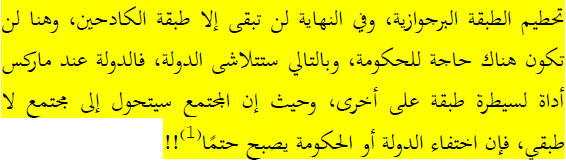 تحطيم الطبقة البرجوازية، وفي النهاية لن تبقى إلا طبقة الكادحين، وهنا لن
تكون هناك حاجة للحكومة، وبالتالي ستتلاشى الدولة، فالدولة عند ماركس
أداة لسيطرة طبقة على أخرى، وحيث إن المجتمع سيتحول إلى مجتمع لا
طبقي، فإن اختفاء الدولة أو الحكومة يصبح حتمًا(1)!!